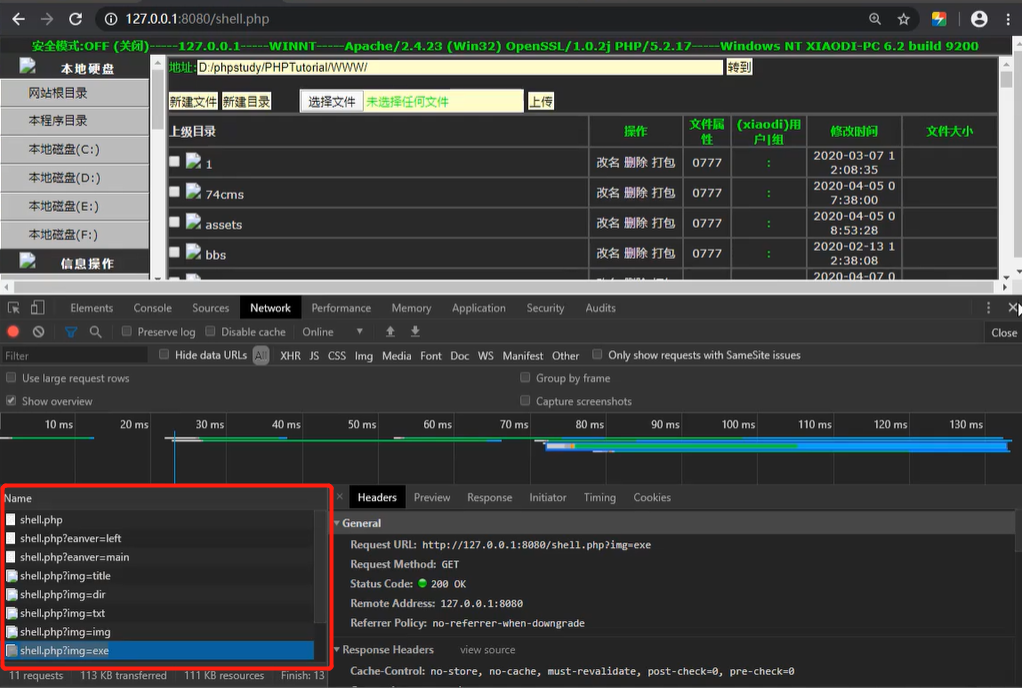 127.0.0.1:8080/shell.php
安全模式:OFF (关闭)-----127.0.0.1-----WINNT-----Apache/2.4.23 (Win32) OpenSSL/1.0.2j PHP/5.2.17-----Windows NT XIAODI-PC 6.2 build 9200
本地硬盘
网站根目录
本程序目录
本地磁盘(C:)
本地磁盘(D:)
本地磁盘(E:)
本地磁盘(F:)
信息操作
地址: D:/phpstudy/PHPTutorial/WWW/ 转到
新建文件 新建目录 选择文件 未选择任何文件 上传
上级目录 操作 文件属性 (xiaodi)用户|组 修改时间 文件大小
1 改名 删除 打包 0777 : 2020-03-07 12:08:35
74cms 改名 删除 打包 0777 : 2020-04-05 07:38:00
assets 改名 删除 打包 0777 : 2020-04-05 08:53:28
bbs 改名 删除 打包 0777 : 2020-02-13 12:38:08
2020-04-07 0
Elements Console Sources Network Performance Memory Application Security Audits
Preserve log Disable cache Online Close
Filter Hide data URLs All XHR JS CSS Img Media Font Doc WS Manifest Other Only show requests with SameSite issues
Use large request rows Group by frame
Show overview Capture screenshots
10 ms 20 ms 30 ms 40 ms 50 ms 60 ms 70 ms 80 ms 90 ms 100 ms 110 ms 120 ms 130 ms
Name
shell.php
shell.php?eanver=left
shell.php?eanver=main
shell.php?img=title
shell.php?img=dir
shell.php?img=txt
shell.php?img=img
shell.php?img=exe
11 requests 113 KB transferred 111 KB resources Finish: 13
Headers Preview Response Initiator Timing Cookies
General
Request URL: http://127.0.0.1:8080/shell.php?img=exe
Request Method: GET
Status Code: 200 OK
Remote Address: 127.0.0.1:8080
Referrer Policy: no-referrer-when-downgrade
Response Headers view source
Cache-Control: no-store, no-cache, must-revalidate, post-check=0, pre-check=0